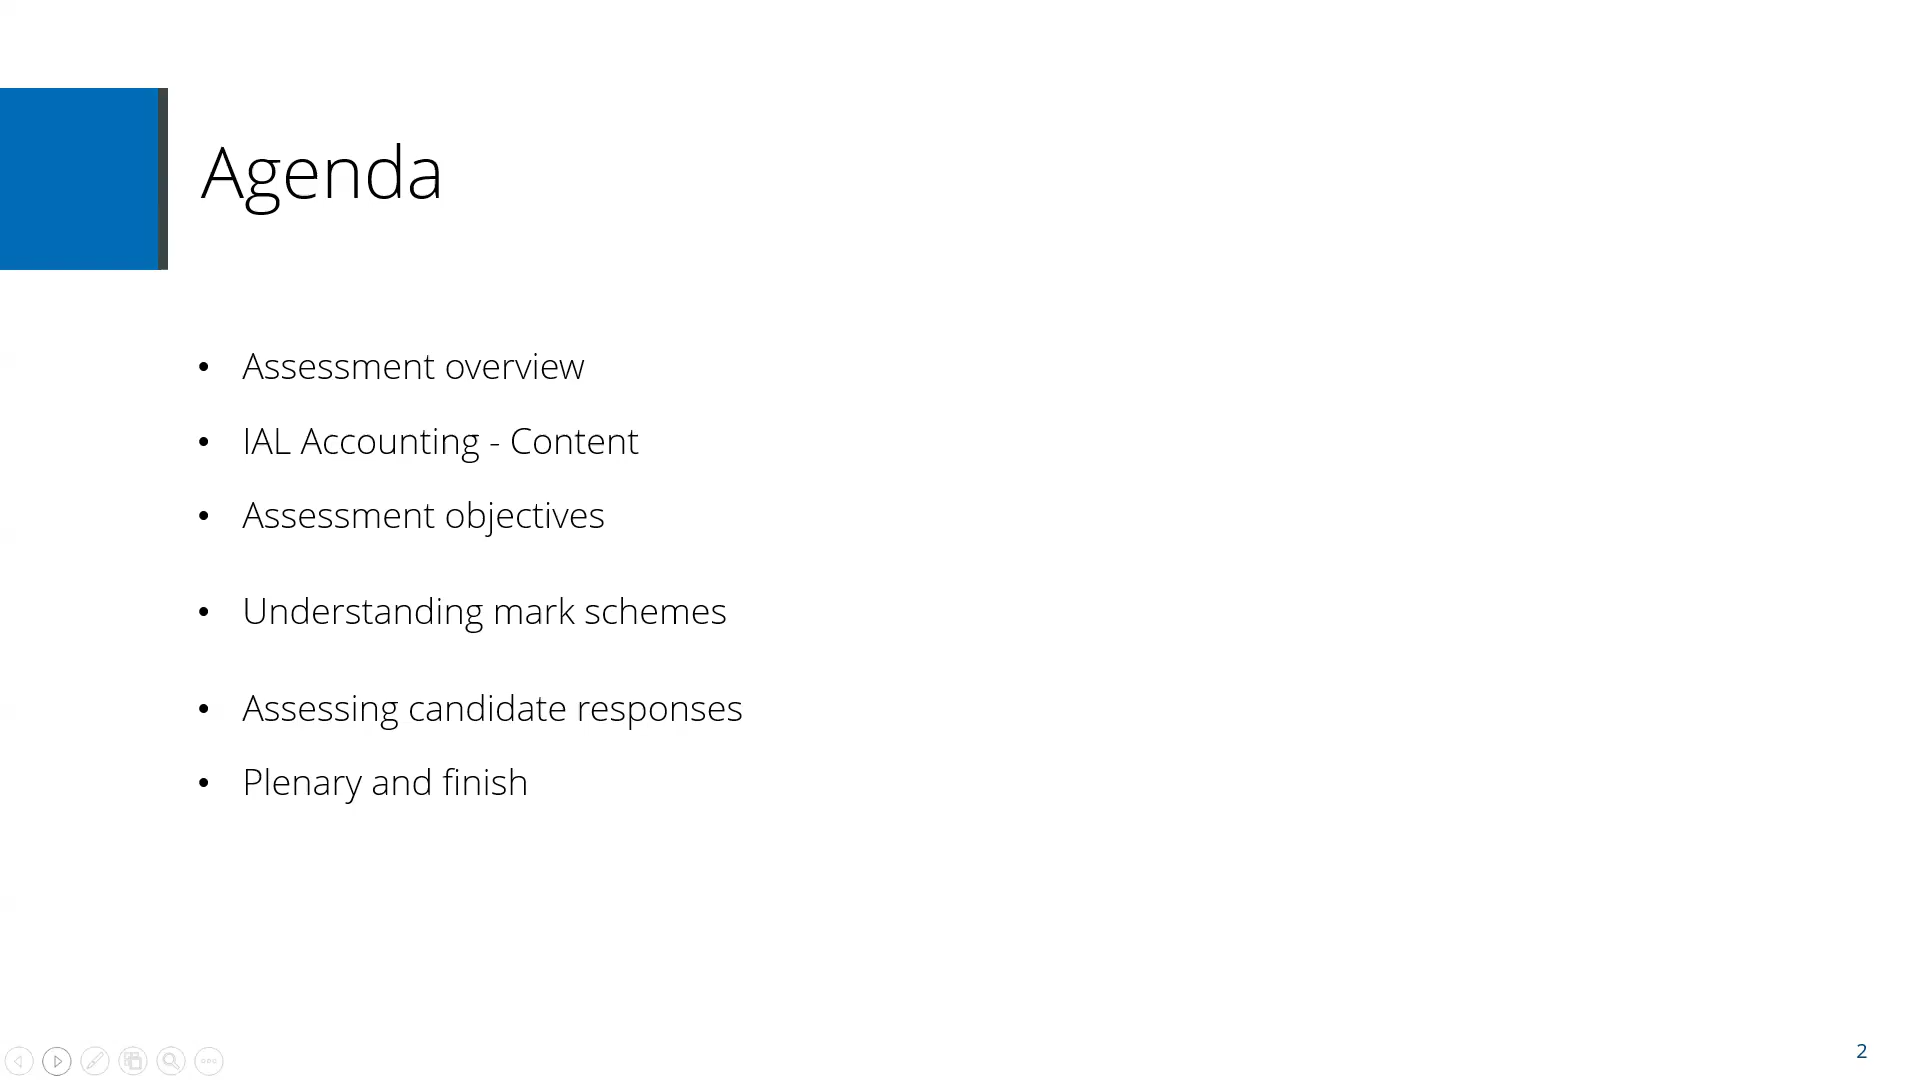 Agenda
• Assessment overview
• IAL Accounting - Content
• Assessment objectives
• Understanding mark schemes
• Assessing candidate responses
• Plenary and finish
2